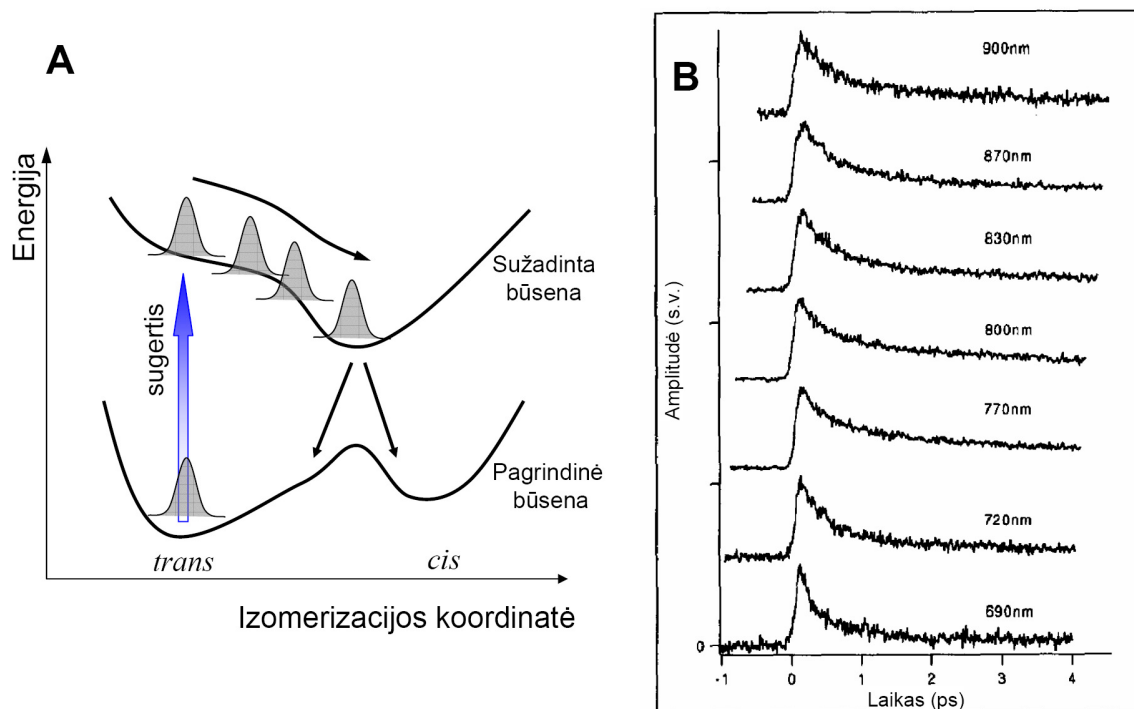 A
Energija
sugertis
Sužadinta
būsena
Pagrindinė
būsena
trans
cis
Izomerizacijos koordinatė
B
Amplitudė (s.v.)
900nm
870nm
830nm
800nm
770nm
720nm
690nm
0
-1 0 1 2 3 4
Laikas (ps)